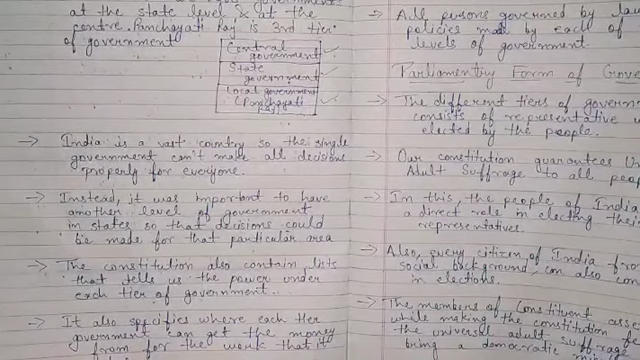 at the state level & at the
centre. Panchayati Raj is 3rd tier
of government
Central
government
State
government
Local government
(Panchayati
Raj)
→ India is a vast country so the single
government can't make all decisions
properly for everyone.
→ Instead, it was important to have
another level of government
in states so that decisions could
be made for that particular area
→ The constitution also contain lists
that tells us the power under
each tier of government.
→ It also specifies where each tier
government can get the money
from for the work that it
→ All persons governed by law
policies made by each of
levels of government.
Parliamentry Form of
→ The different tiers of
consists of representative
elected by the people.
→ Our constitution guarantees
Adult Suffrage to all
→ In this, the people of India
a direct role in electing
representatives.
→ Also, every citizen of India
social background, can also
in elections.
→ The members of Constituent
while making the constitution
the universal adult suffrage
bring a democratic